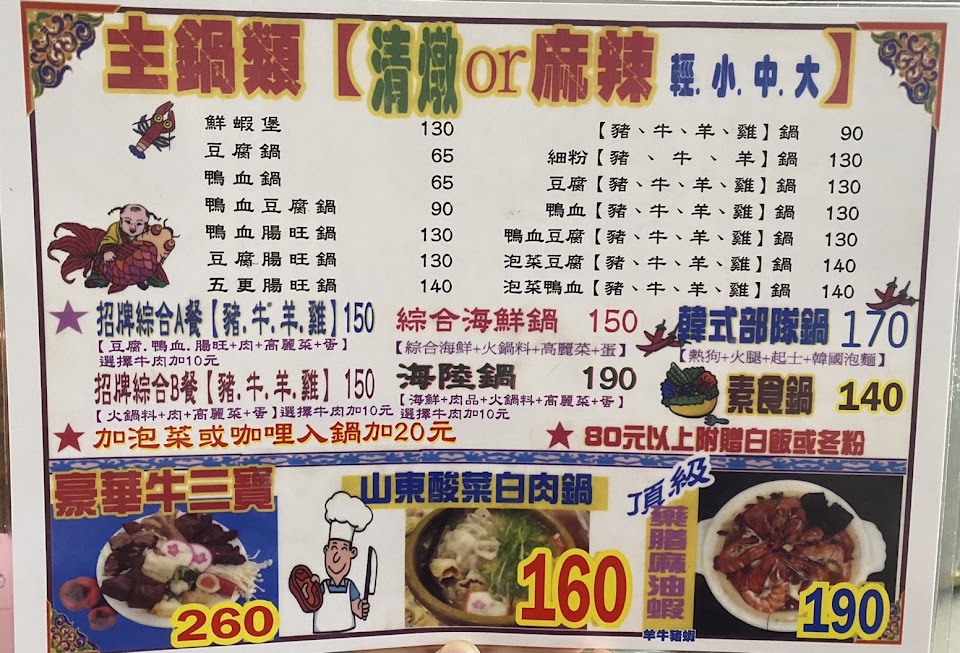 主鍋類【清燉or麻辣 輕.小.中.大】
鮮蝦堡 130
豆腐鍋 65
鴨血鍋 65
鴨血豆腐鍋 90
鴨血腸旺鍋 130
豆腐腸旺鍋 130
五更腸旺鍋 140
【豬、牛、羊、雞】鍋 90
細粉【豬、牛、羊】鍋 130
豆腐【豬、牛、羊、雞】鍋 130
鴨血【豬、牛、羊、雞】鍋 130
鴨血豆腐【豬、牛、羊、雞】鍋 130
泡菜豆腐【豬、牛、羊、雞】鍋 140
泡菜鴨血【豬、牛、羊、雞】鍋 140
★招牌綜合A餐【豬.牛.羊.雞】150
【豆腐.鴨血.腸旺+肉+高麗菜+蛋】
選擇牛肉加10元
招牌綜合B餐【豬.牛.羊.雞】150
【火鍋料+肉+高麗菜+蛋】選擇牛肉加10元
綜合海鮮鍋 150
【綜合海鮮+火鍋料+高麗菜+蛋】
海陸鍋 190
【海鮮+肉品+火鍋料+高麗菜+蛋】
選擇牛肉加10元
韓式部隊鍋 170
【熱狗+火腿+起士+韓國泡麵】
素食鍋 140
★加泡菜或咖哩入鍋加20元
★80元以上附贈白飯或冬粉
豪華牛三寶
260
山東酸菜白肉鍋
160
頂級
藥膳麻油蝦
羊牛豬蝦
190